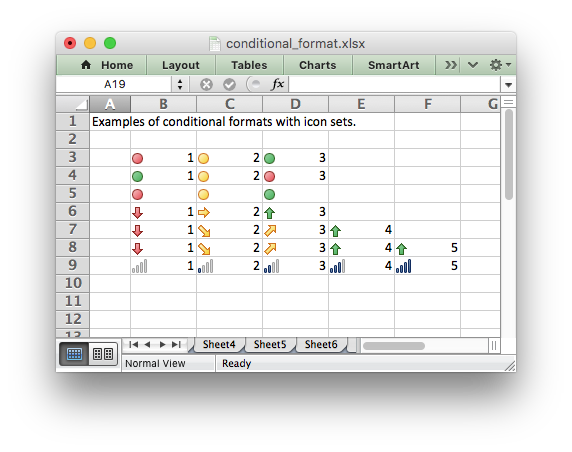 conditional_format.xlsx
Home Layout Tables Charts SmartArt
A19 fx
A B C D E F G
1 Examples of conditional formats with icon sets.
2
3 1 2 3
4 1 2 3
5
6 1 2 3
7 1 2 3 4
8 1 2 3 4 5
9 1 2 3 4 5
10
11
12
13
Sheet4 Sheet5 Sheet6
Normal View Ready